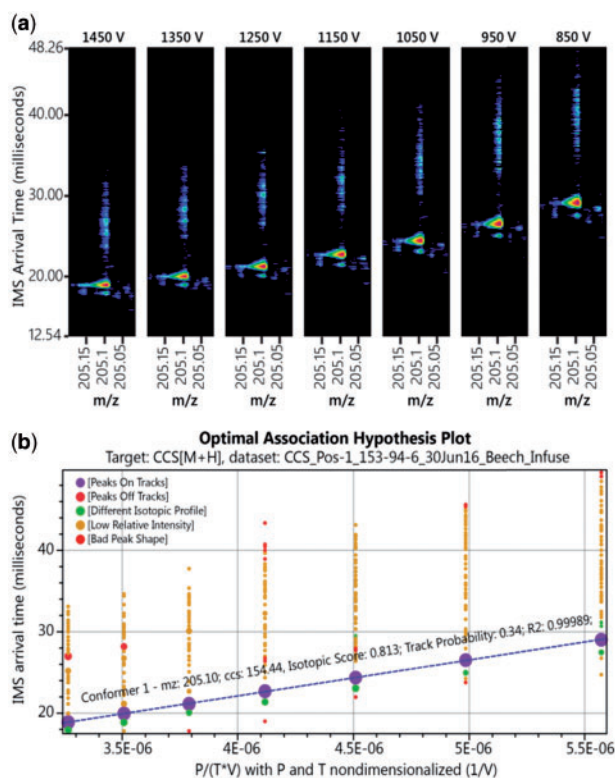 (a)
1450 V 1350 V 1250 V 1150 V 1050 V 950 V 850 V
IMS Arrival Time (milliseconds)
48.26
40.00
30.00
20.00
12.54
205.15 205.1 205.05 205.15 205.1 205.05 205.15 205.1 205.05 205.15 205.1 205.05 205.15 205.1 205.05 205.15 205.1 205.05 205.15 205.1 205.05
m/z m/z m/z m/z m/z m/z m/z
(b)
Optimal Association Hypothesis Plot
Target: CCS[M+H], dataset: CCS_Pos-1_153-94-6_30Jun16_Beech_Infuse
[Peaks On Tracks]
[Peaks Off Tracks]
[Different Isotopic Profile]
[Low Relative Intensity]
[Bad Peak Shape]
IMS arrival time (milliseconds)
40
30
20
Conformer 1 - mz: 205.10; ccs: 154.44, Isotopic Score: 0.813; Track Probability: 0.34; R2: 0.99989;
3.5E-06 4E-06 4.5E-06 5E-06 5.5E-06
P/(T*V) with P and T nondimensionalized (1/V)